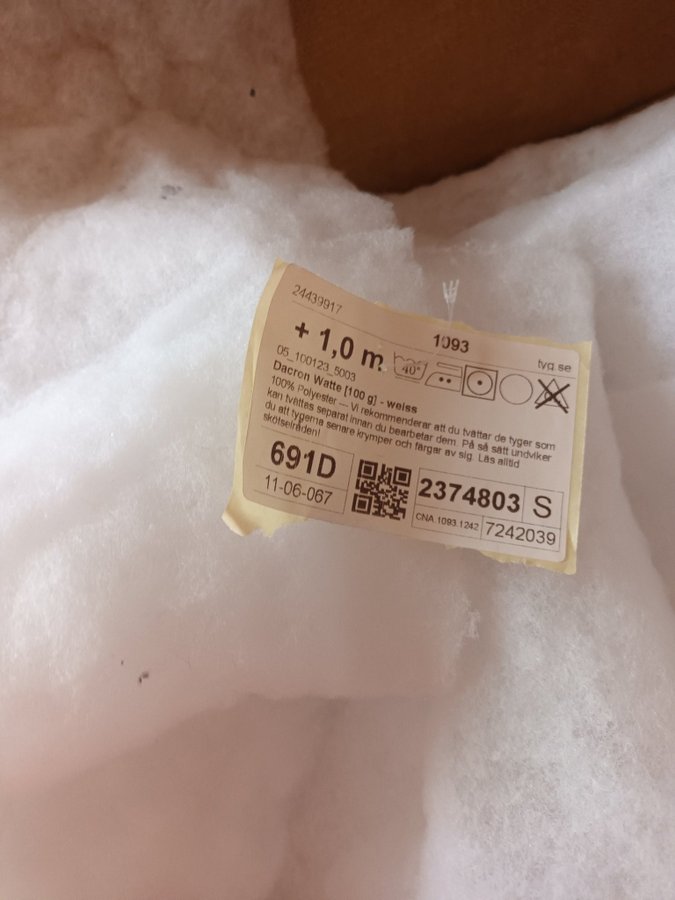 24439917
1093
+ 1,0 m
40°
tyg.se
05_100123_5003
Dacron Watte [100 g] - weiss
100% Polyester — Vi rekommenderar att du tvättar de tyger som
kan tvättas separat innan du bearbetar dem. På så sätt undviker
du att tygerna senare krymper och färgar av sig. Läs alltid
skötselråden!
691D
11-06-067
2374803 S
CNA.1093.1242 7242039